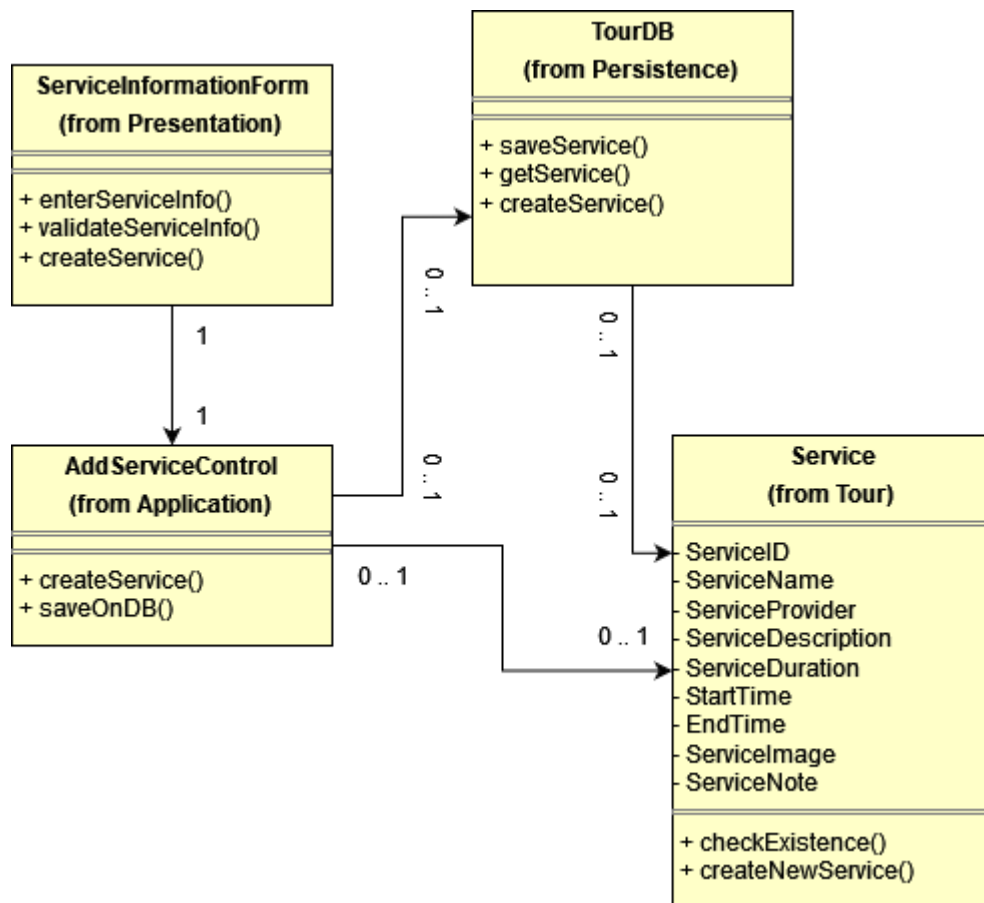 ServiceInformationForm
(from Presentation)
+ enterServiceInfo()
+ validateServiceInfo()
+ createService()
TourDB
(from Persistence)
+ saveService()
+ getService()
+ createService()
1
1
0 .. 1
0 .. 1
0 .. 1
0 .. 1
AddServiceControl
(from Application)
+ createService()
+ saveOnDB()
0 .. 1
0 .. 1
Service
(from Tour)
- ServiceID
- ServiceName
- ServiceProvider
- ServiceDescription
- ServiceDuration
- StartTime
- EndTime
- ServiceImage
- ServiceNote
+ checkExistence()
+ createNewService()